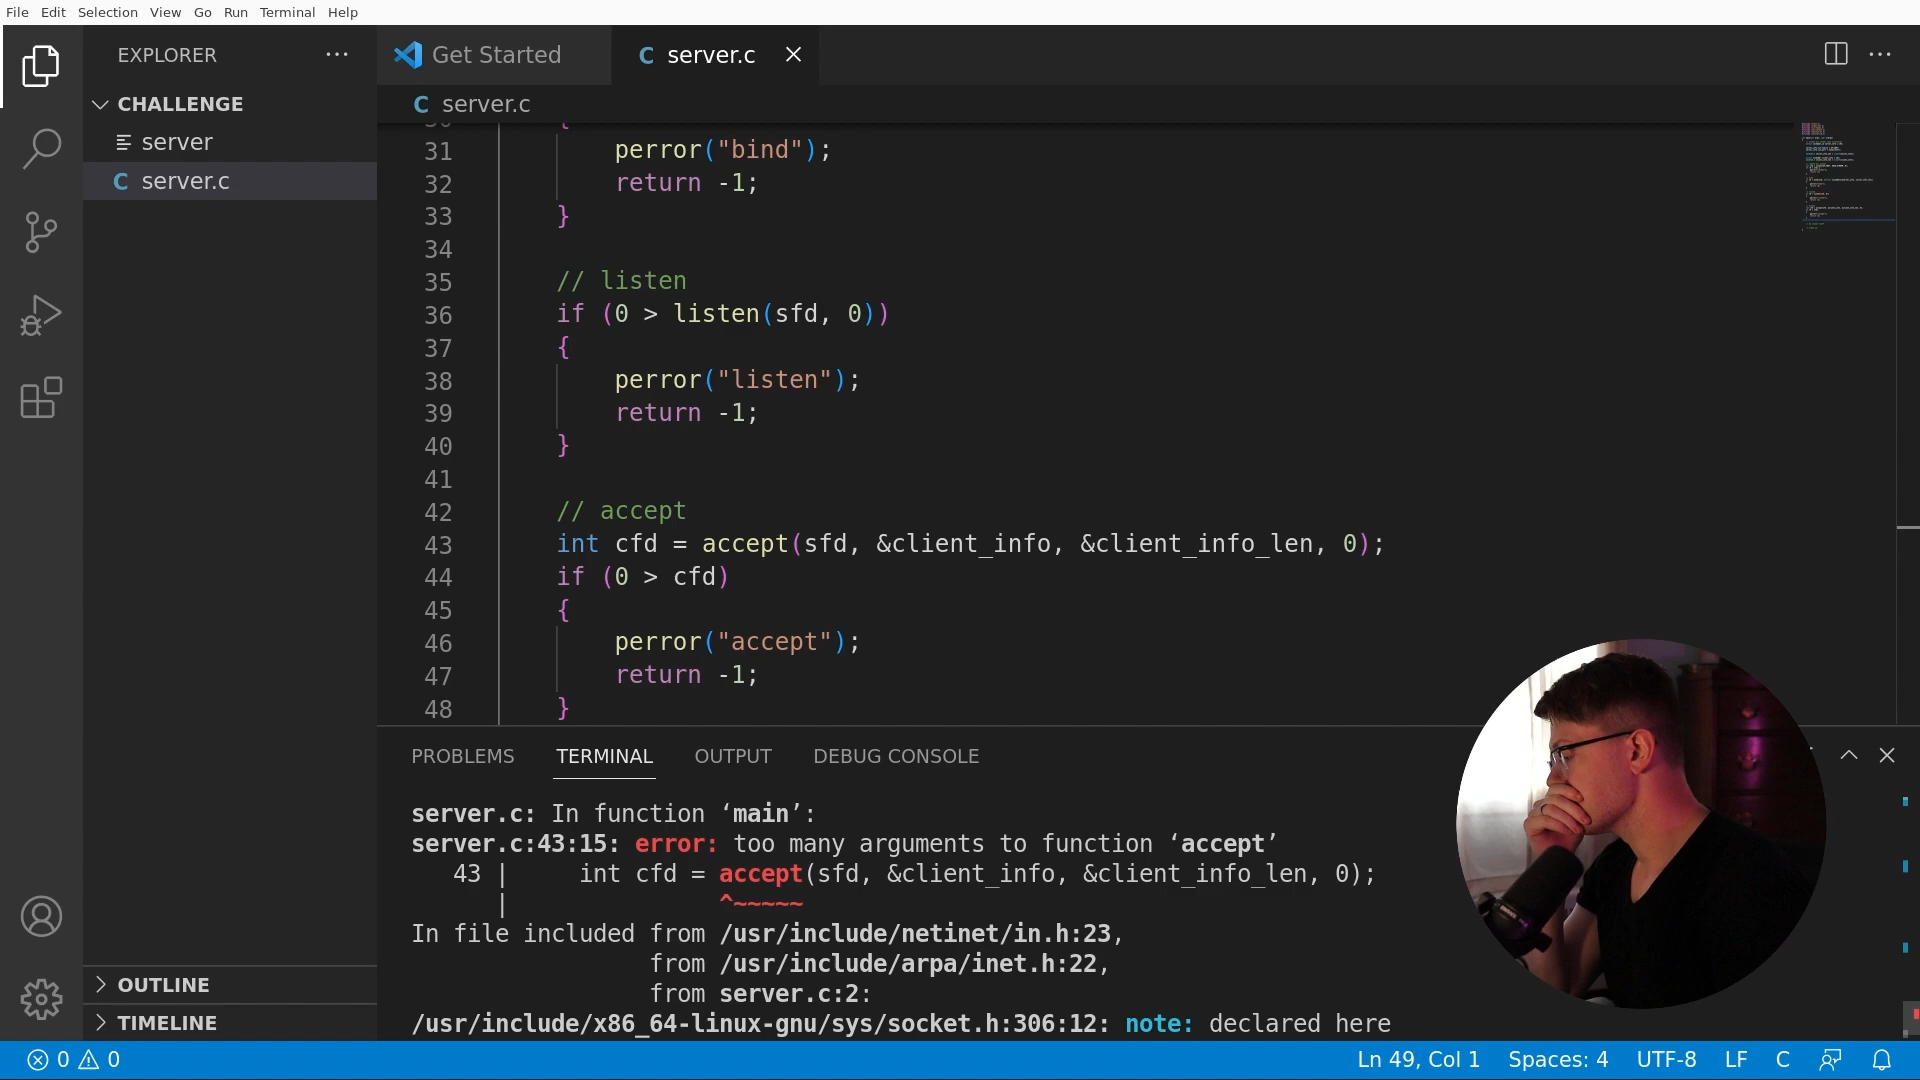 File Edit Selection View Go Run Terminal Help
EXPLORER
CHALLENGE
server
C server.c
OUTLINE
TIMELINE
Get Started
C server.c
C server.c
31 perror("bind");
32 return -1;
33 }
34
35 // listen
36 if (0 > listen(sfd, 0))
37 {
38 perror("listen");
39 return -1;
40 }
41
42 // accept
43 int cfd = accept(sfd, &client_info, &client_info_len, 0);
44 if (0 > cfd)
45 {
46 perror("accept");
47 return -1;
48 }
PROBLEMS TERMINAL OUTPUT DEBUG CONSOLE
server.c: In function ‘main’:
server.c:43:15: error: too many arguments to function ‘accept’
43 | int cfd = accept(sfd, &client_info, &client_info_len, 0);
| ^~~~~~
In file included from /usr/include/netinet/in.h:23,
from /usr/include/arpa/inet.h:22,
from server.c:2:
/usr/include/x86_64-linux-gnu/sys/socket.h:306:12: note: declared here
0 0 Ln 49, Col 1 Spaces: 4 UTF-8 LF C